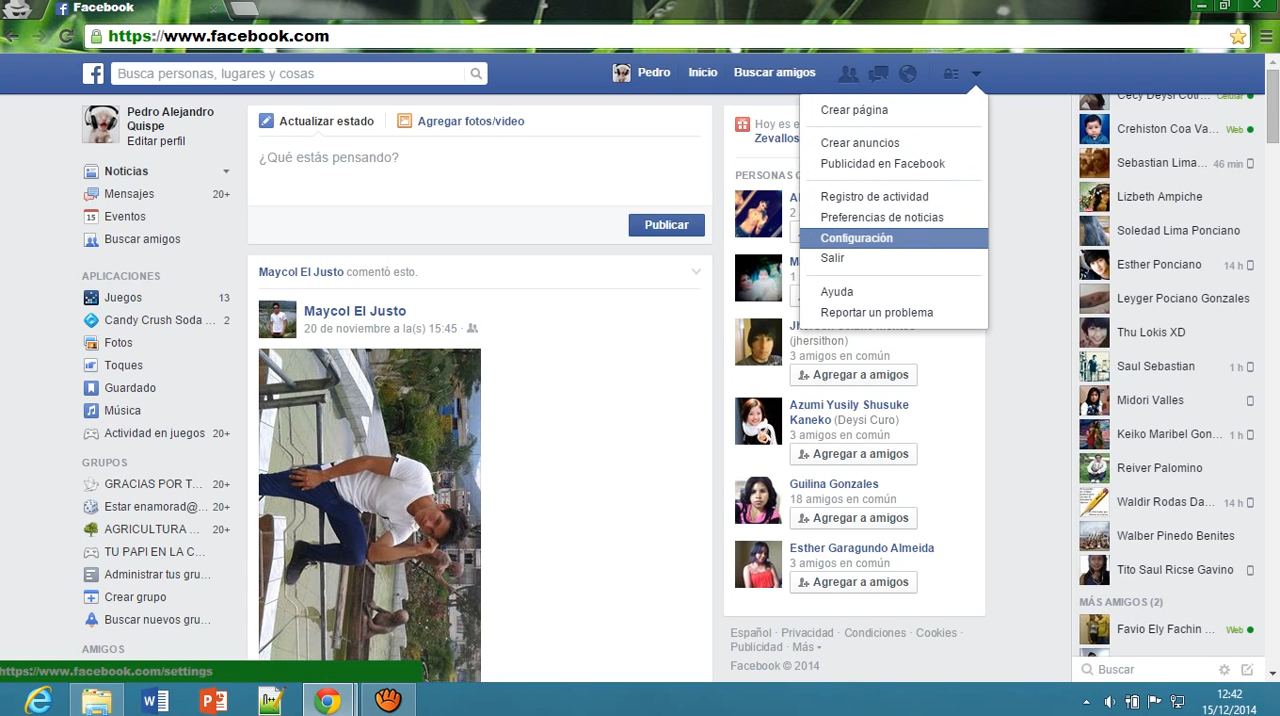 Facebook
https://www.facebook.com
Busca personas, lugares y cosas
Pedro
Inicio
Buscar amigos
Pedro Alejandro
Quispe
Editar perfil
Noticias
Mensajes 20+
15 Eventos
Buscar amigos
APLICACIONES
Juegos 13
Candy Crush Soda ... 2
Fotos
Toques
Guardado
Música
Actividad en juegos 20+
GRUPOS
GRACIAS POR T... 20+
Estar enamorad@... 20+
AGRICULTURA ... 20+
TU PAPI EN LA C...
Administrar tus gru...
Crear grupo
Buscar nuevos gru...
AMIGOS
https://www.facebook.com/settings
Actualizar estado
Agregar fotos/video
¿Qué estás pensando?
Publicar
Maycol El Justo comentó esto.
Maycol El Justo
20 de noviembre a la(s) 15:45
Hoy es e
Zevallos
PERSONAS
Crear página
Crear anuncios
Publicidad en Facebook
Registro de actividad
Preferencias de noticias
Configuración
Salir
Ayuda
Reportar un problema
(jhersithon)
3 amigos en común
Agregar a amigos
Azumi Yusily Shusuke
Kaneko (Deysi Curo)
3 amigos en común
Agregar a amigos
Guilina Gonzales
18 amigos en común
Agregar a amigos
Esther Garagundo Almeida
3 amigos en común
Agregar a amigos
Español · Privacidad · Condiciones · Cookies ·
Publicidad · Más
Facebook © 2014
Crehiston Coa Va... Web
Sebastian Lima... 46 min
Lizbeth Ampiche
Soledad Lima Ponciano
Esther Ponciano 14 h
Leyger Pociano Gonzales
Thu Lokis XD
Saul Sebastian 1 h
Midori Valles
Keiko Maribel Gon... 1 h
Reiver Palomino
Waldir Rodas Da... 14 h
Walber Pinedo Benites
Tito Saul Ricse Gavino
MÁS AMIGOS (2)
Favio Ely Fachin ... Web
Buscar
12:42
15/12/2014